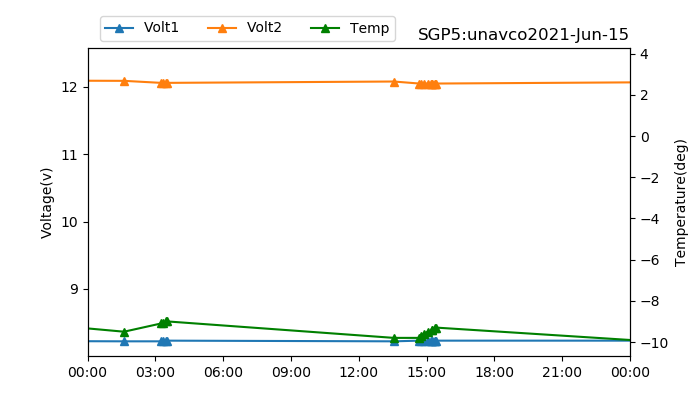 Volt1 Volt2 Temp
SGP5:unavco2021-Jun-15
12
11
10
9
Voltage(v)
4
2
0
−2
−4
−6
−8
−10
Temperature(deg)
00:00 03:00 06:00 09:00 12:00 15:00 18:00 21:00 00:00